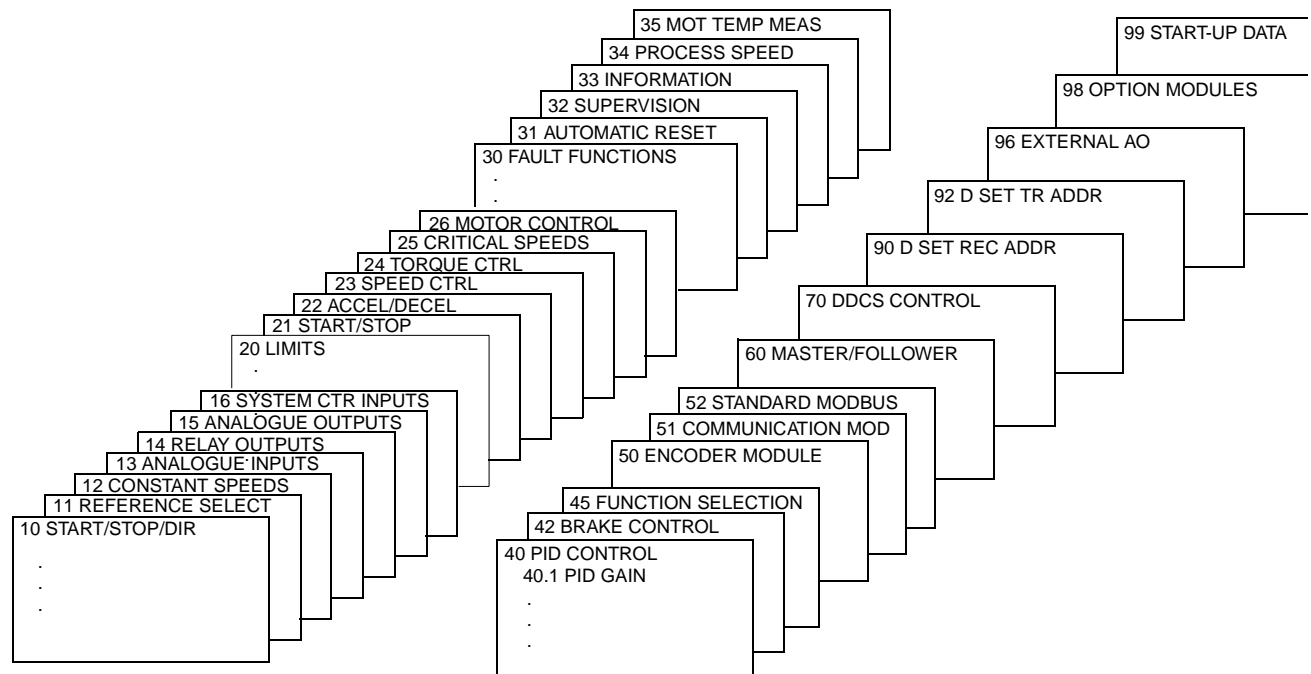 35 MOT TEMP MEAS
34 PROCESS SPEED
33 INFORMATION
32 SUPERVISION
31 AUTOMATIC RESET
30 FAULT FUNCTIONS
.
.
26 MOTOR CONTROL
25 CRITICAL SPEEDS
24 TORQUE CTRL
23 SPEED CTRL
22 ACCEL/DECEL
21 START/STOP
20 LIMITS
.
16 SYSTEM CTR INPUTS
15 ANALOGUE OUTPUTS
14 RELAY OUTPUTS
13 ANALOGUE INPUTS
12 CONSTANT SPEEDS
11 REFERENCE SELECT
10 START/STOP/DIR
.
.
.
99 START-UP DATA
98 OPTION MODULES
96 EXTERNAL AO
92 D SET TR ADDR
90 D SET REC ADDR
70 DDCS CONTROL
60 MASTER/FOLLOWER
52 STANDARD MODBUS
51 COMMUNICATION MOD
50 ENCODER MODULE
45 FUNCTION SELECTION
42 BRAKE CONTROL
40 PID CONTROL
40.1 PID GAIN
.
.
.